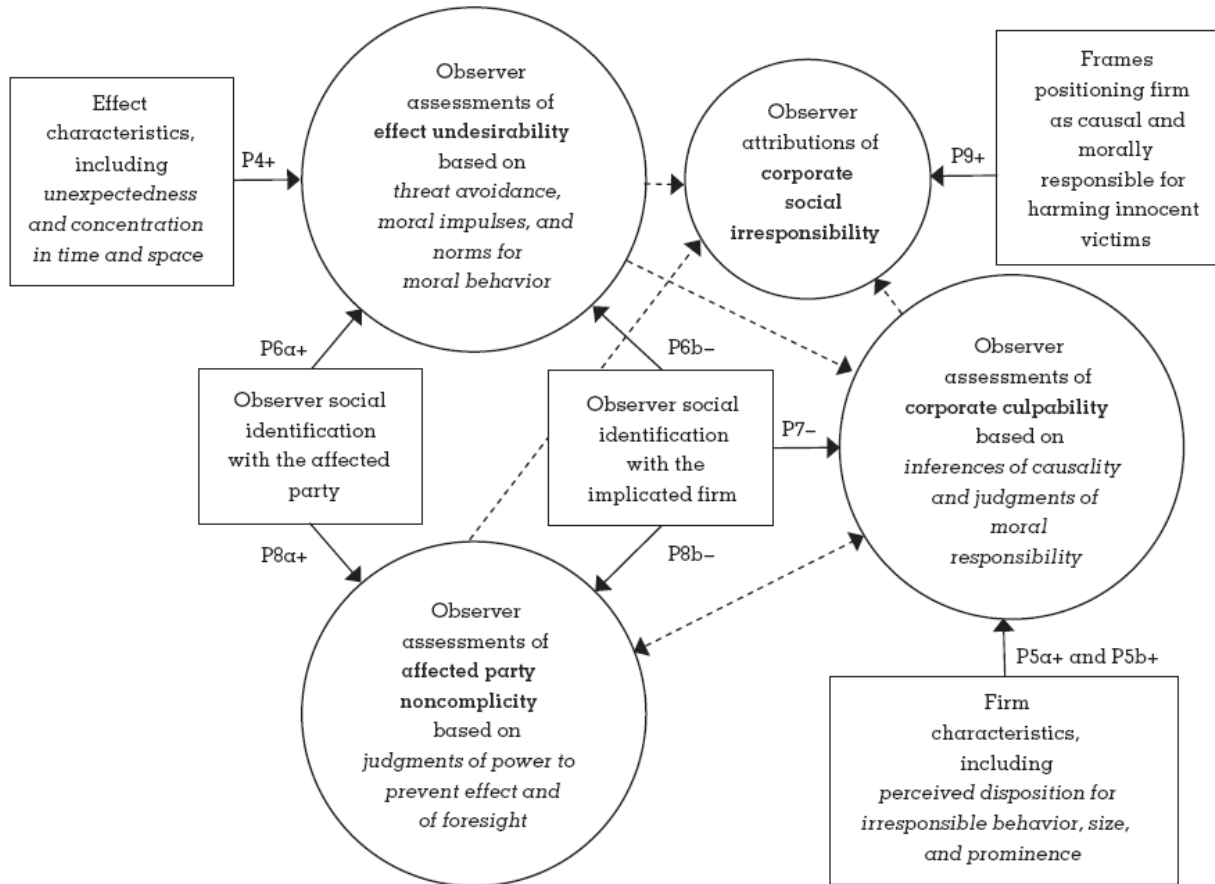 Effect
characteristics,
including
unexpectedness
and concentration
in time and space
P4+
Observer
assessments of
effect undesirability
based on
threat avoidance,
moral impulses, and
norms for
moral behavior
Observer
attributions of
corporate
social
irresponsibility
P9+
Frames
positioning firm
as causal and
morally
responsible for
harming innocent
victims
P6a+
P6b–
Observer social
identification
with the affected
party
Observer social
identification
with the
implicated firm
P7–
Observer
assessments of
corporate culpability
based on
inferences of causality
and judgments of
moral
responsibility
P8a+
P8b–
Observer
assessments of
affected party
noncomplicity
based on
judgments of power to
prevent effect and
of foresight
P5a+ and P5b+
Firm
characteristics,
including
perceived disposition for
irresponsible behavior, size,
and prominence